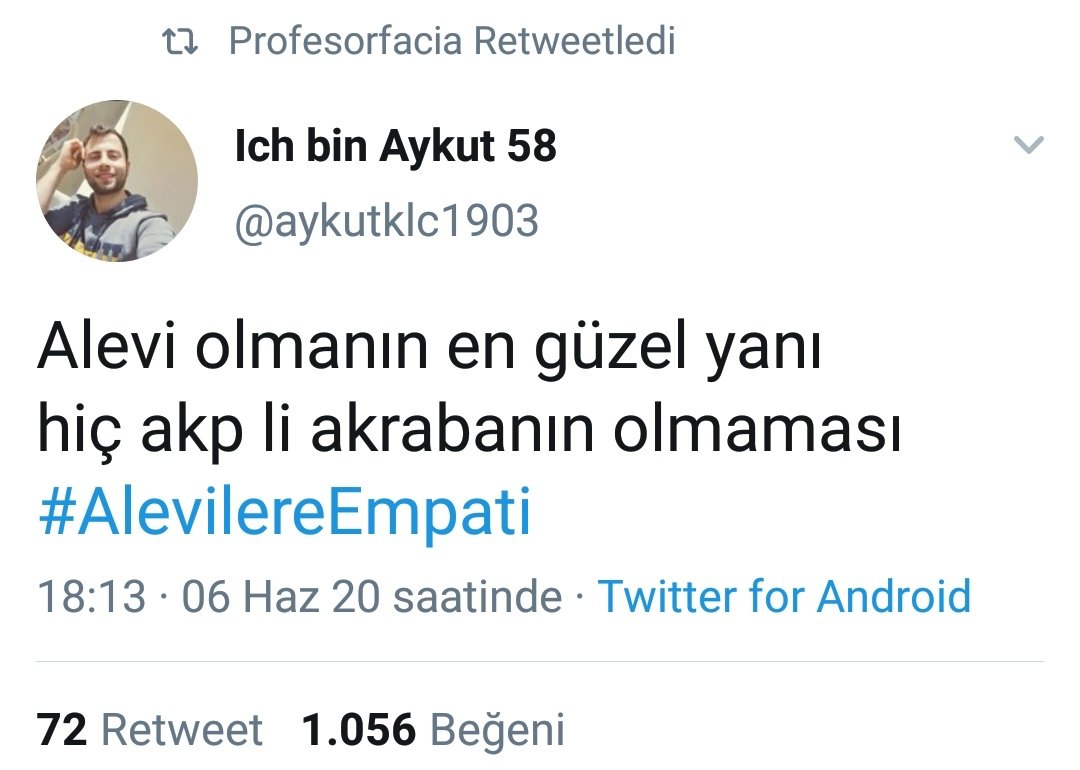 Profesorfacia Retweetledi
Ich bin Aykut 58
@aykutklc1903
Alevi olmanın en güzel yanı
hiç akp li akrabanın olmaması
#AlevilereEmpati
18:13 · 06 Haz 20 saatinde · Twitter for Android
72 Retweet 1.056 Beğeni